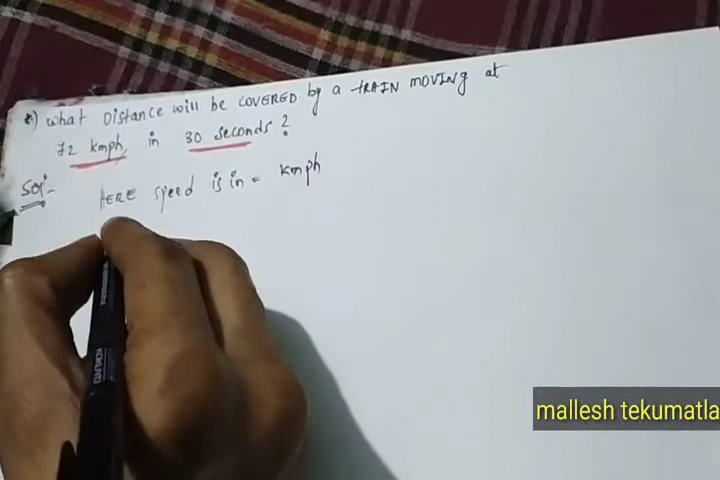 Q) what Distance will be COVERED by a tRAIN MOVING at
72 kmph, in 30 seconds ?
Sol:-
HERE speed is in = kmph
mallesh tekumatla